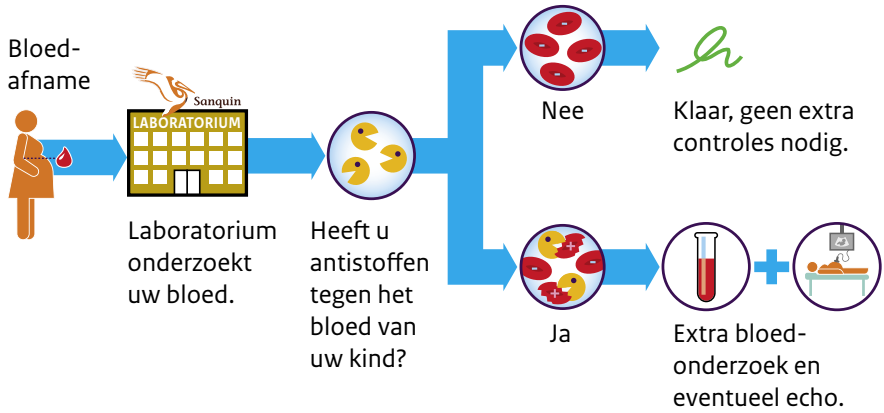 Bloed-
afname
Sanquin
LABORATORIUM
Laboratorium
onderzoekt
uw bloed.
Heeft u
antistoffen
tegen het
bloed van
uw kind?
Nee
Klaar, geen extra
controles nodig.
Ja
Extra bloed-
onderzoek en
eventueel echo.